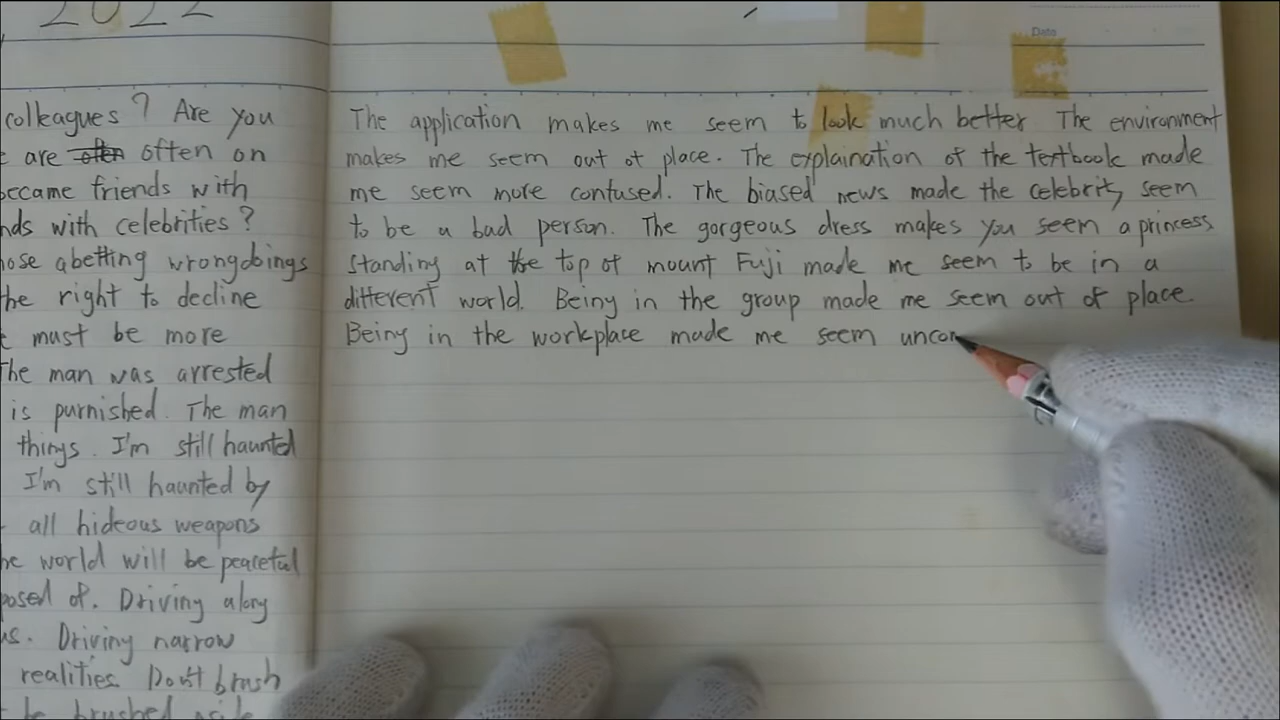 2022
colleagues? Are you
are often often on
became friends with
with celebrities?
abetting wrongdoings
the right to decline
must be more
The man was arrested
is purnished. The man
things. I'm still haunted
I'm still haunted by
all hideous weapons
world will be peaceful
of. Driving along
Driving narrow
realities. Don't brush
be brushed aside
Date
The application makes me seem to look much better The environment
makes me seem out of place. The explaination of the textbook made
me seem more confused. The biased news made the celebrity seem
to be a bad person. The gorgeous dress makes you seem a princess
Standing at the top of mount Fuji made me seem to be in a
different world. Being in the group made me seem out of place.
Being in the workplace made me seem uncom